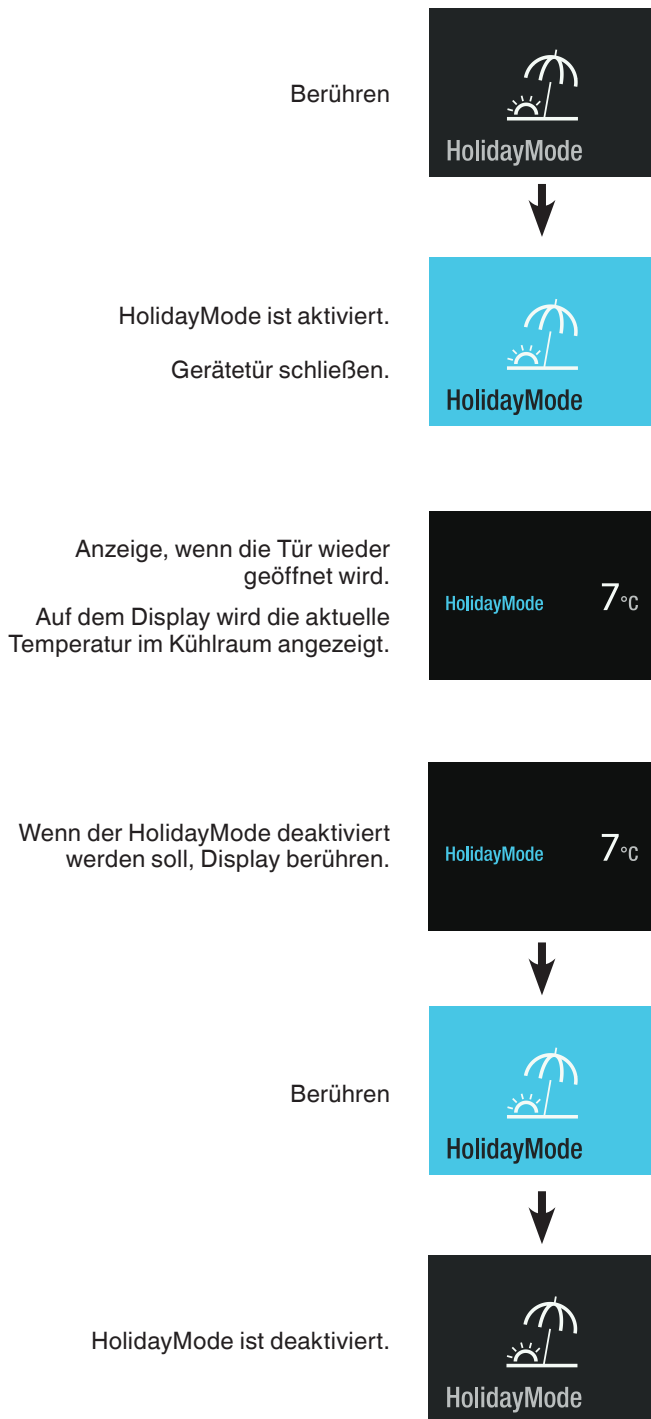 Berühren
HolidayMode
HolidayMode ist aktiviert.
Gerätetür schließen.
HolidayMode
Anzeige, wenn die Tür wieder
geöffnet wird.
Auf dem Display wird die aktuelle
Temperatur im Kühlraum angezeigt.
HolidayMode 7°C
Wenn der HolidayMode deaktiviert
werden soll, Display berühren.
HolidayMode 7°C
Berühren
HolidayMode
HolidayMode ist deaktiviert.
HolidayMode